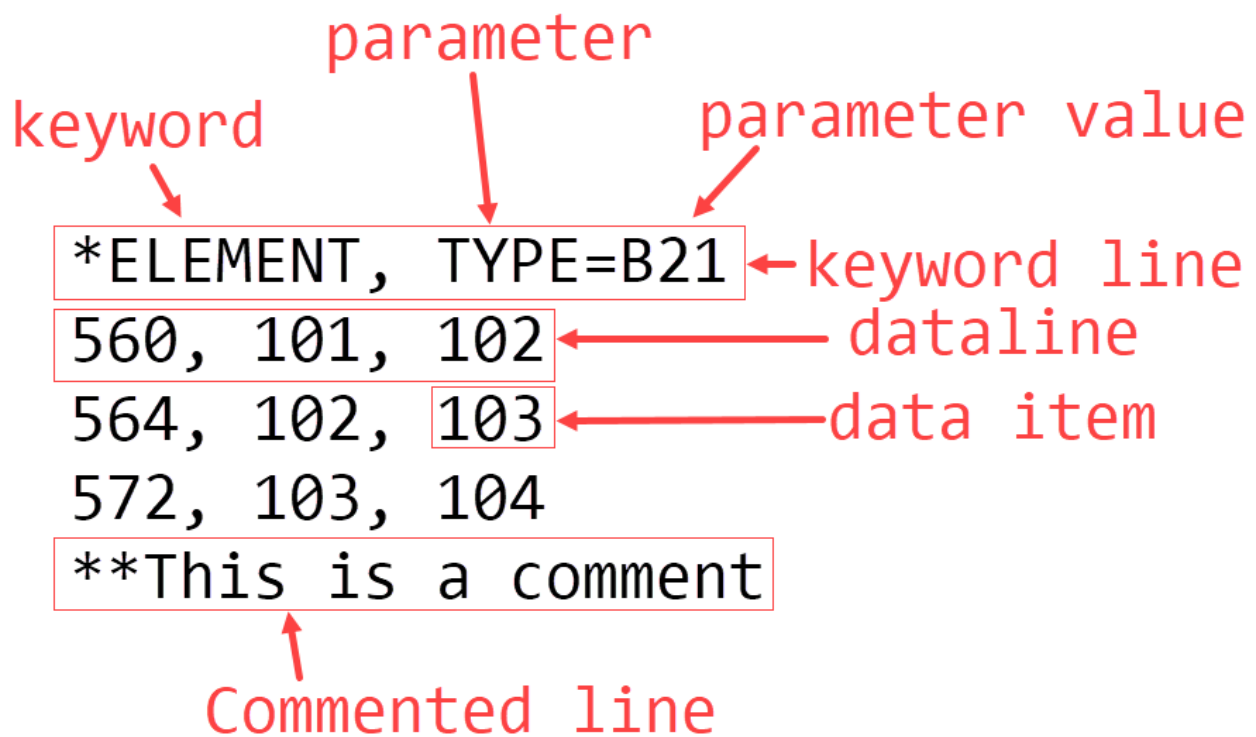 parameter
keyword
parameter value
*ELEMENT, TYPE=B21
keyword line
560, 101, 102
dataline
564, 102, 103
data item
572, 103, 104
**This is a comment
Commented line